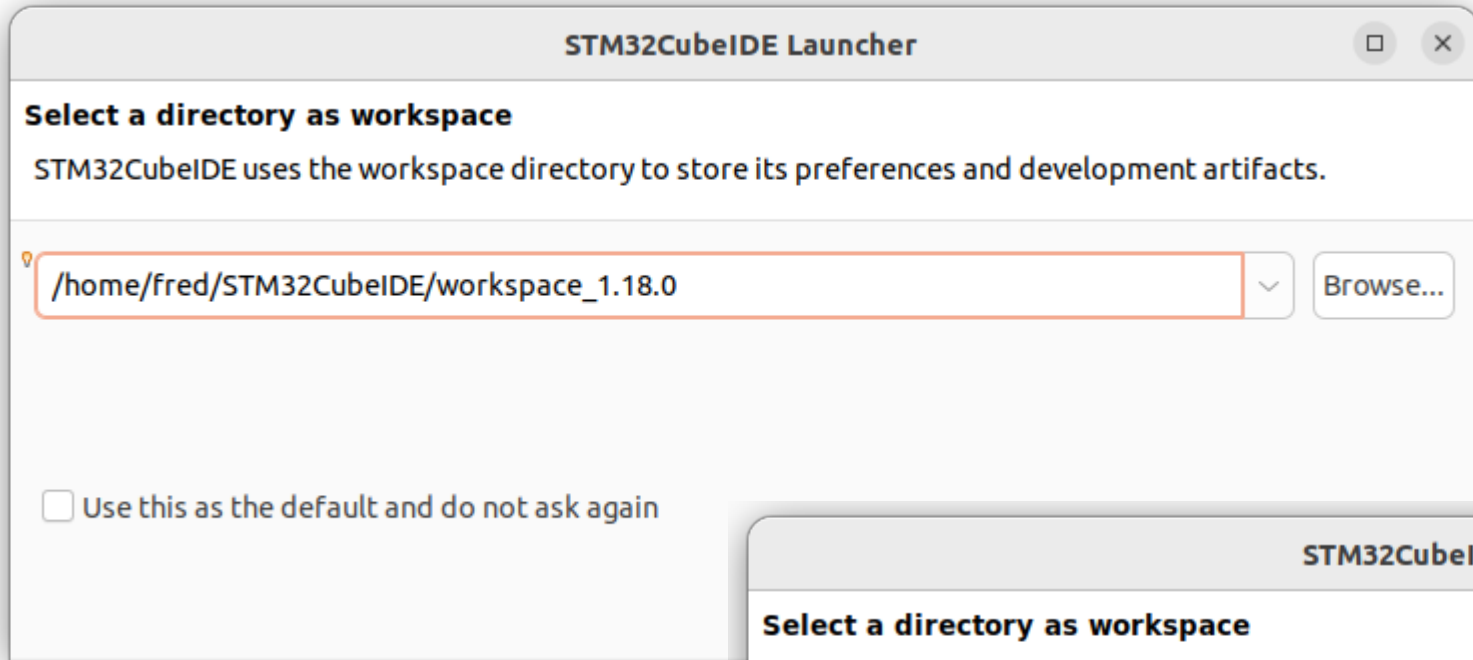 STM32CubeIDE Launcher
Select a directory as workspace
STM32CubeIDE uses the workspace directory to store its preferences and development artifacts.
/home/fred/STM32CubeIDE/workspace_1.18.0
Browse...
Use this as the default and do not ask again
STM32CubeI
Select a directory as workspace